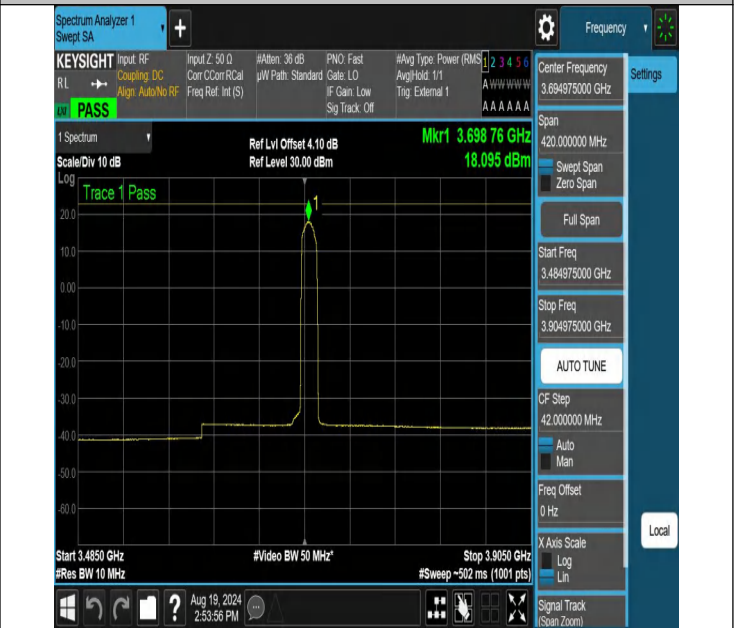 Spectrum Analyzer 1
Swept SA
+
Frequency
KEYSIGHT
RL
PASS
Input: RF
Coupling: DC
Align: Auto/No RF
Input Z: 50 Ω
Corr CCorr RCal
Freq Ref: Int (S)
#Atten: 36 dB
µW Path: Standard
PNO: Fast
Gate: LO
IF Gain: Low
Sig Track: Off
#Avg Type: Power (RMS
Avg|Hold: 1/1
Trig: External 1
1 2 3 4 5 6
A W W W W W
A A A A A A
1 Spectrum
Scale/Div 10 dB
Ref Lvl Offset 4.10 dB
Ref Level 30.00 dBm
Mkr1 3.698 76 GHz
18.095 dBm
Log
Trace 1 Pass
1
20.0
10.0
0.00
-10.0
-20.0
-30.0
-40.0
-50.0
-60.0
Start 3.4850 GHz
#Res BW 10 MHz
#Video BW 50 MHz*
Stop 3.9050 GHz
#Sweep ~502 ms (1001 pts)
Aug 19, 2024
2:53:56 PM
Center Frequency
3.694975000 GHz
Settings
Span
420.000000 MHz
Swept Span
Zero Span
Full Span
Start Freq
3.484975000 GHz
Stop Freq
3.904975000 GHz
AUTO TUNE
CF Step
42.000000 MHz
Auto
Man
Freq Offset
0 Hz
X Axis Scale
Log
Lin
Local
Signal Track
(Span Zoom)